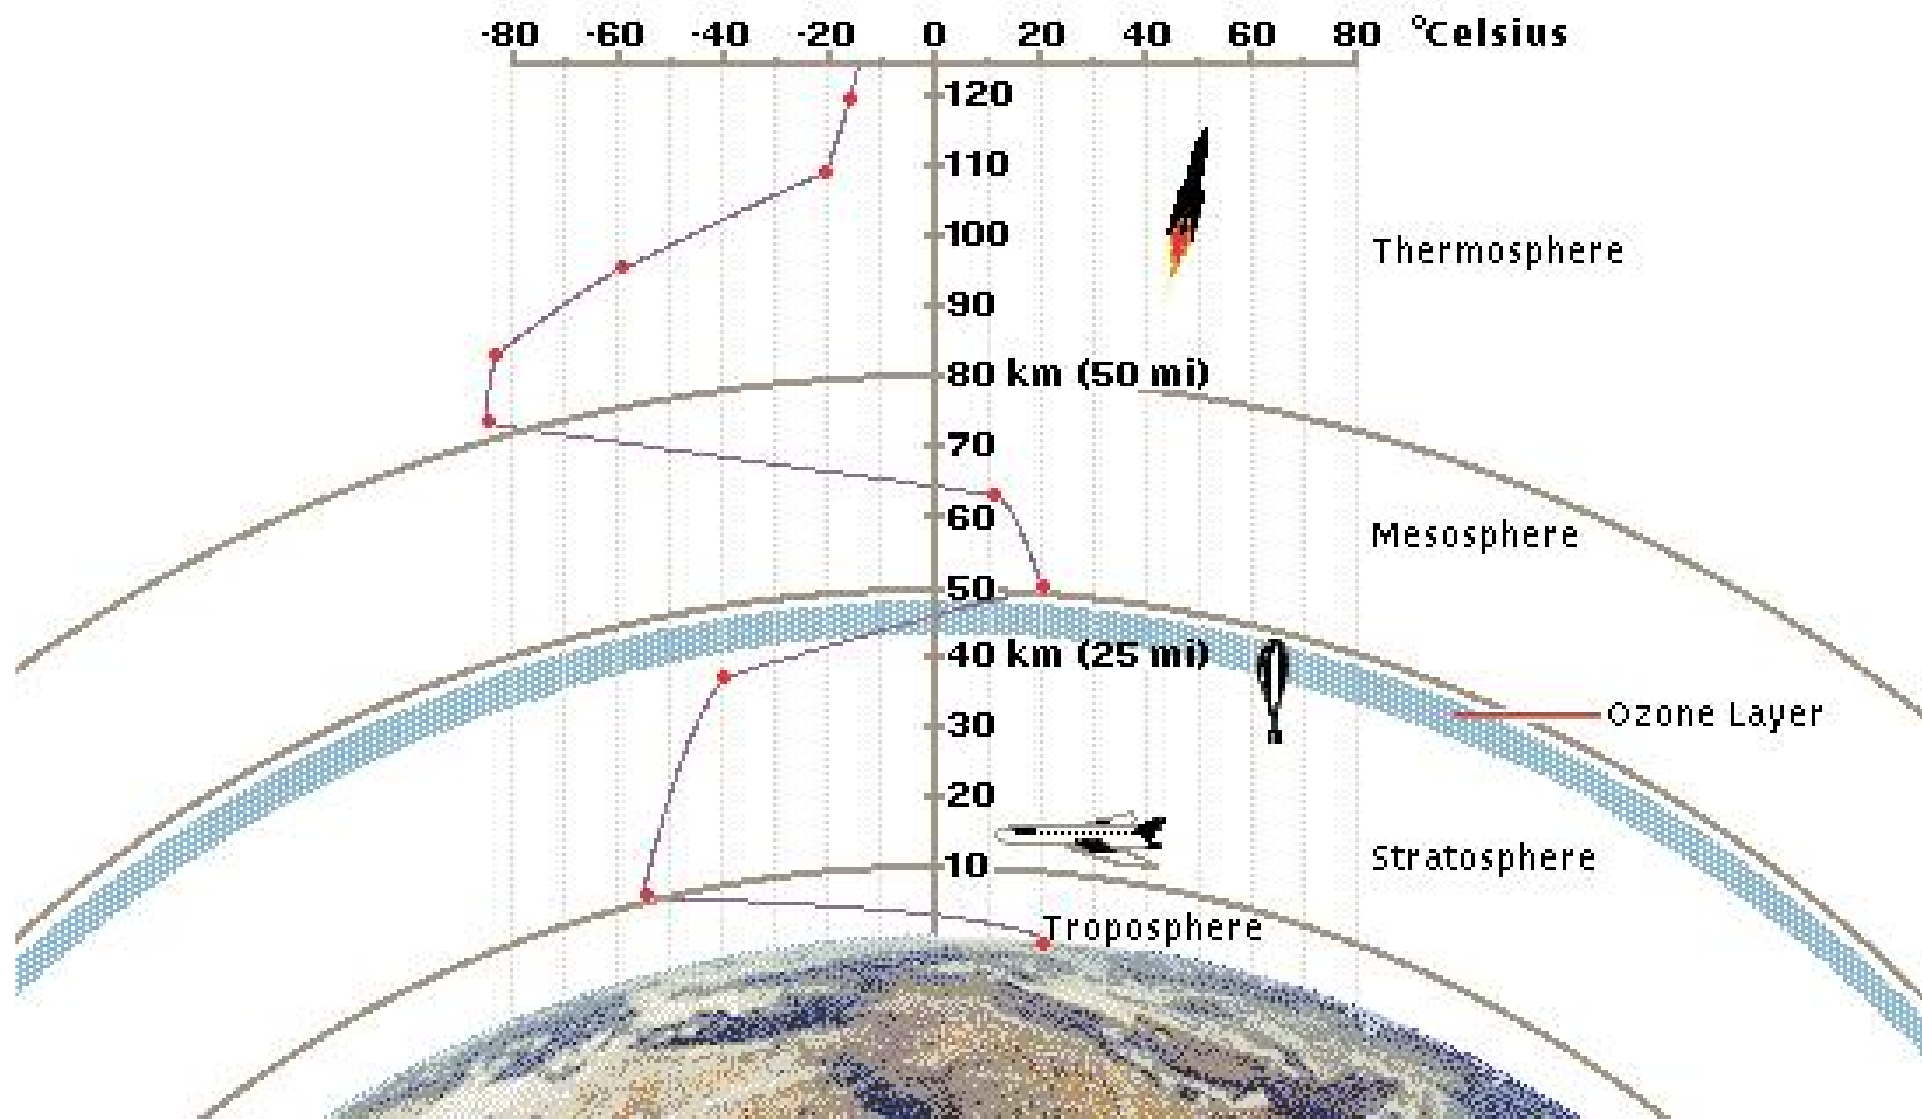 -80 -60 -40 -20 0 20 40 60 80 °Celsius
120
110
100
Thermosphere
90
80 km (50 mi)
70
60
Mesosphere
50
40 km (25 mi)
Ozone Layer
30
20
10
Stratosphere
Troposphere